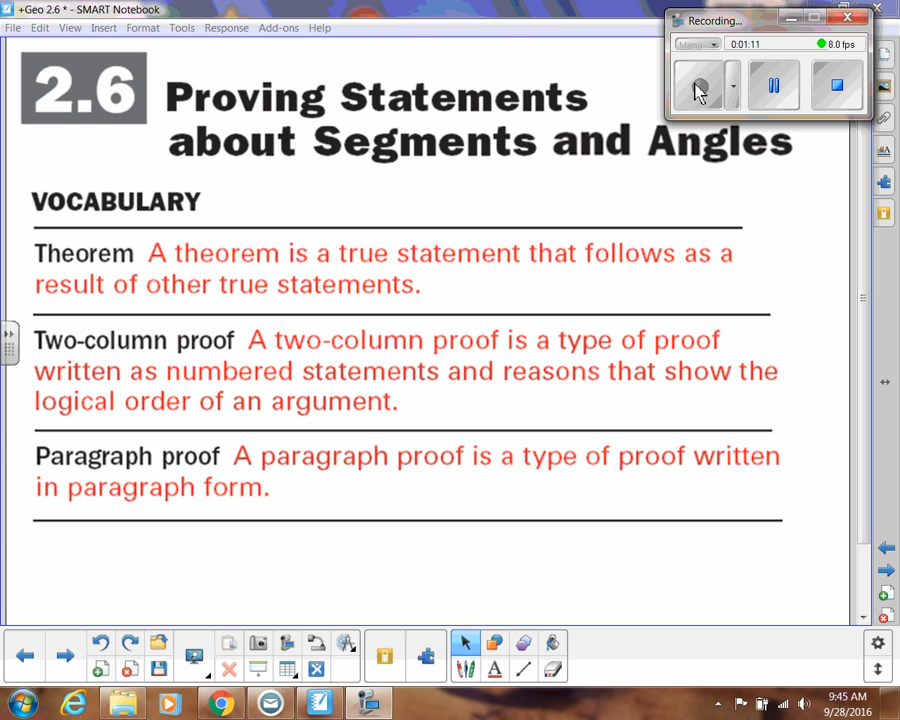 +Geo 2.6 * - SMART Notebook
File Edit View Insert Format Tools Response Add-ons Help
Recording...
Menu
0:01:11
8.0 fps
2.6
Proving Statements
about Segments and Angles
VOCABULARY
Theorem A theorem is a true statement that follows as a
result of other true statements.
Two-column proof A two-column proof is a type of proof
written as numbered statements and reasons that show the
logical order of an argument.
Paragraph proof A paragraph proof is a type of proof written
in paragraph form.
9:45 AM
9/28/2016